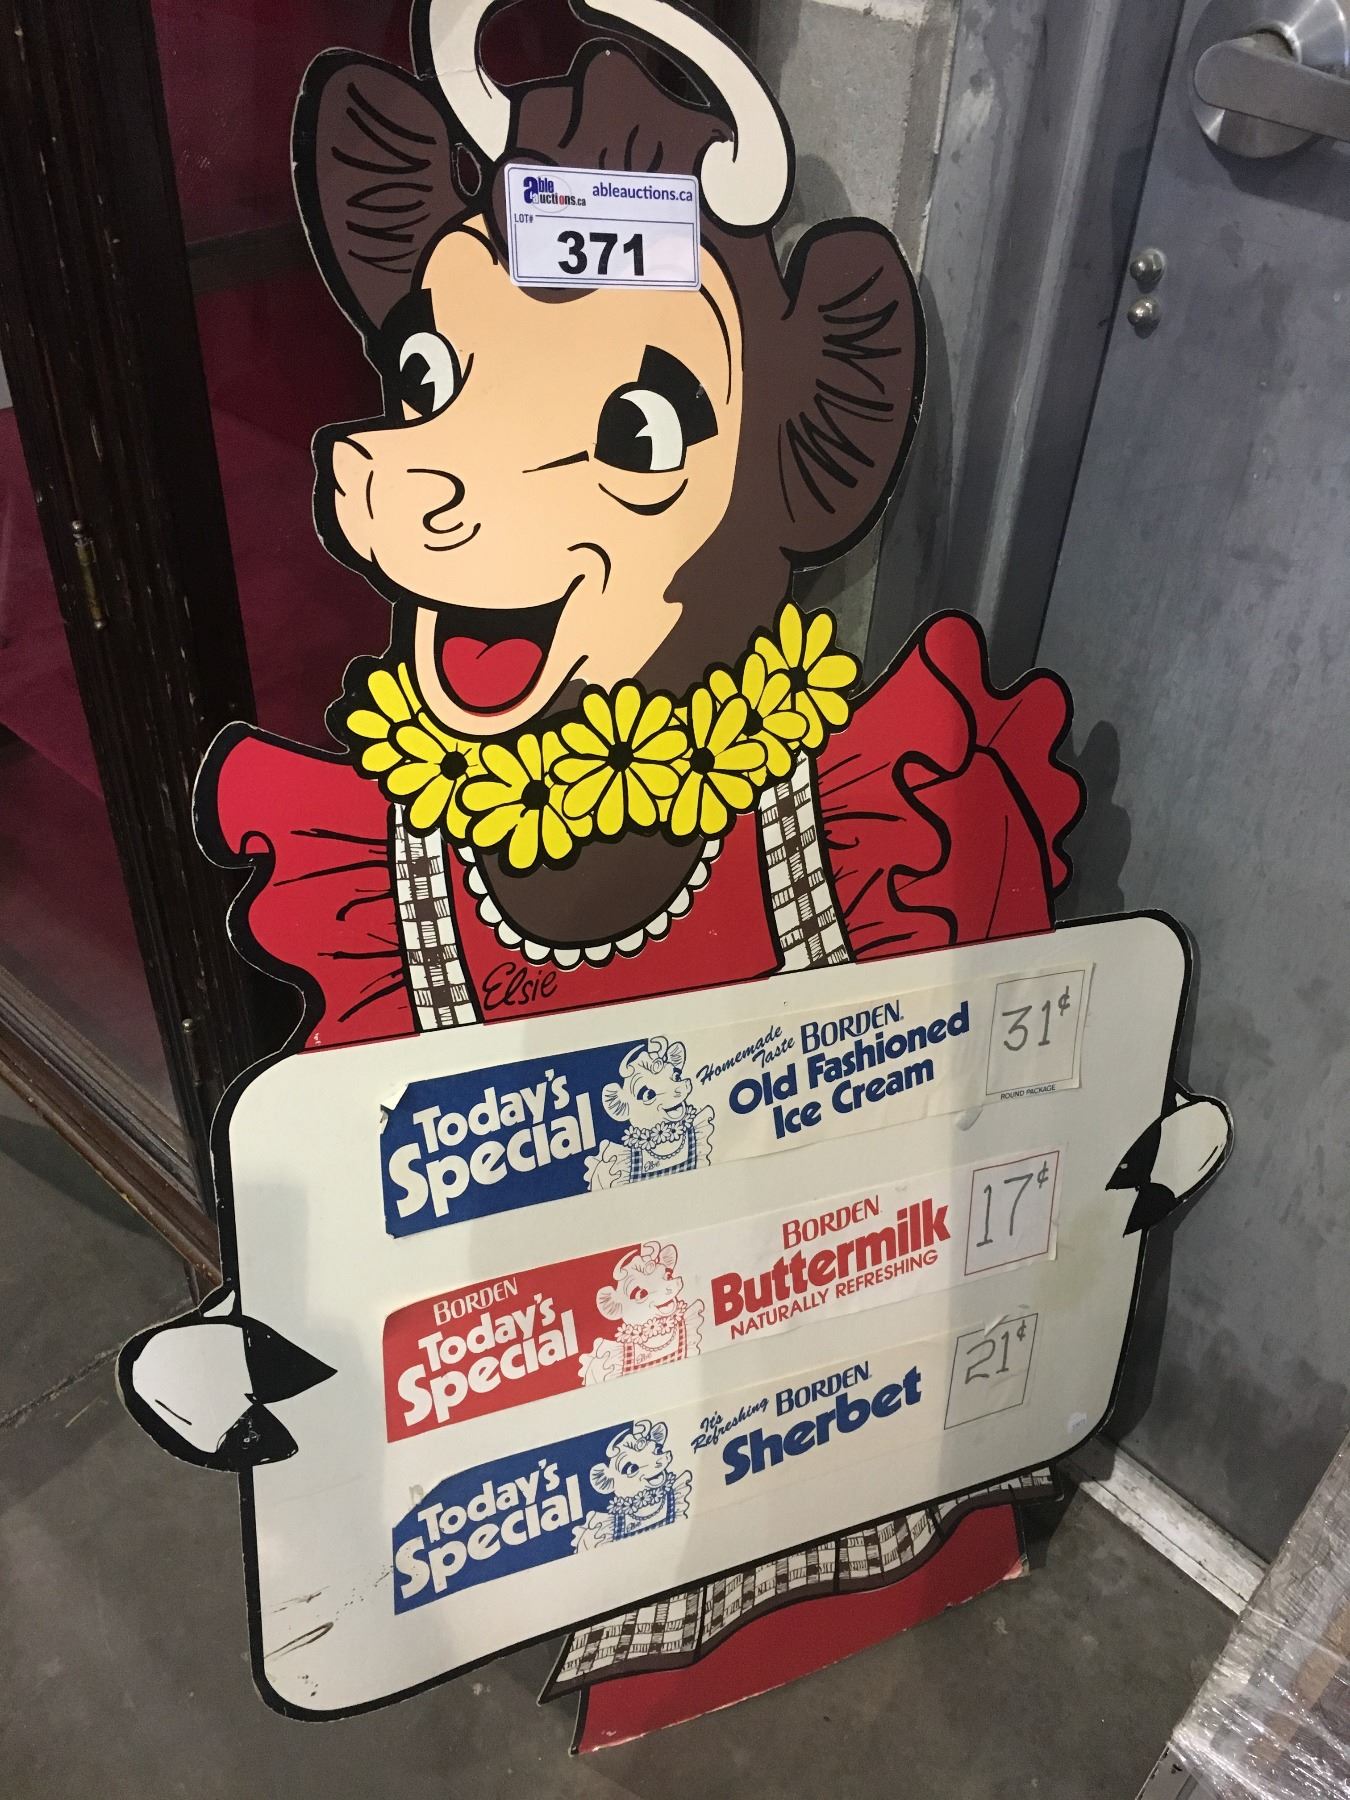 able auctions.ca ableauctions.ca
LOT#
371
Elsie
Today's Special
Homemade Taste BORDEN
Old Fashioned
Ice Cream
31¢
ROUND PACKAGE
BORDEN
Today's Special
BORDEN
Buttermilk
NATURALLY REFRESHING
17¢
Today's Special
It's Refreshing BORDEN
Sherbet
21¢